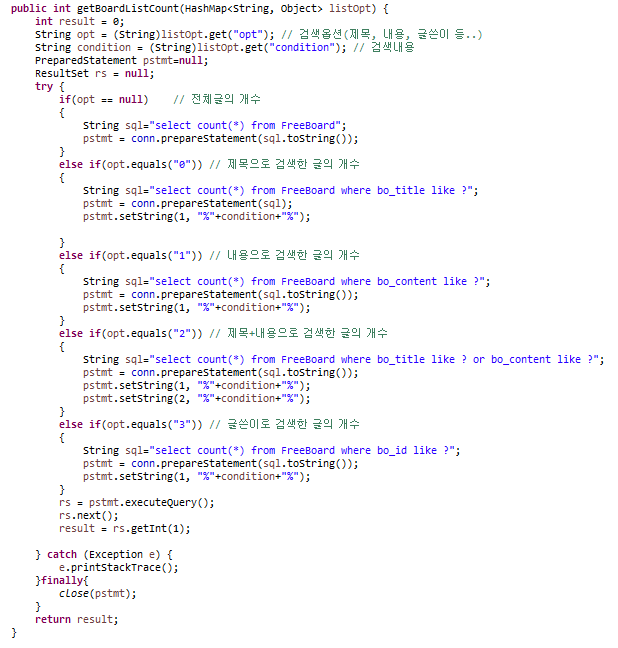 public int getBoardListCount(HashMap<String, Object> listOpt) {
    int result = 0;
    String opt = (String)listOpt.get("opt"); // 검색옵션(제목, 내용, 글쓴이 등..)
    String condition = (String)listOpt.get("condition"); // 검색내용
    PreparedStatement pstmt=null;
    ResultSet rs = null;
    try {
        if(opt == null)    // 전체글의 개수
        {
            String sql="select count(*) from FreeBoard";
            pstmt = conn.prepareStatement(sql.toString());
        }
        else if(opt.equals("0")) // 제목으로 검색한 글의 개수
        {
            String sql="select count(*) from FreeBoard where bo_title like ?";
            pstmt = conn.prepareStatement(sql);
            pstmt.setString(1, "%"+condition+"%");

        }
        else if(opt.equals("1")) // 내용으로 검색한 글의 개수
        {
            String sql="select count(*) from FreeBoard where bo_content like ?";
            pstmt = conn.prepareStatement(sql.toString());
            pstmt.setString(1, "%"+condition+"%");
        }
        else if(opt.equals("2")) // 제목+내용으로 검색한 글의 개수
        {
            String sql="select count(*) from FreeBoard where bo_title like ? or bo_content like ?";
            pstmt = conn.prepareStatement(sql.toString());
            pstmt.setString(1, "%"+condition+"%");
            pstmt.setString(2, "%"+condition+"%");
        }
        else if(opt.equals("3")) // 글쓴이로 검색한 글의 개수
        {
            String sql="select count(*) from FreeBoard where bo_id like ?";
            pstmt = conn.prepareStatement(sql.toString());
            pstmt.setString(1, "%"+condition+"%");
        }
        rs = pstmt.executeQuery();
        rs.next();
        result = rs.getInt(1);

    } catch (Exception e) {
        e.printStackTrace();
    }finally{
        close(pstmt);
    }
    return result;
}